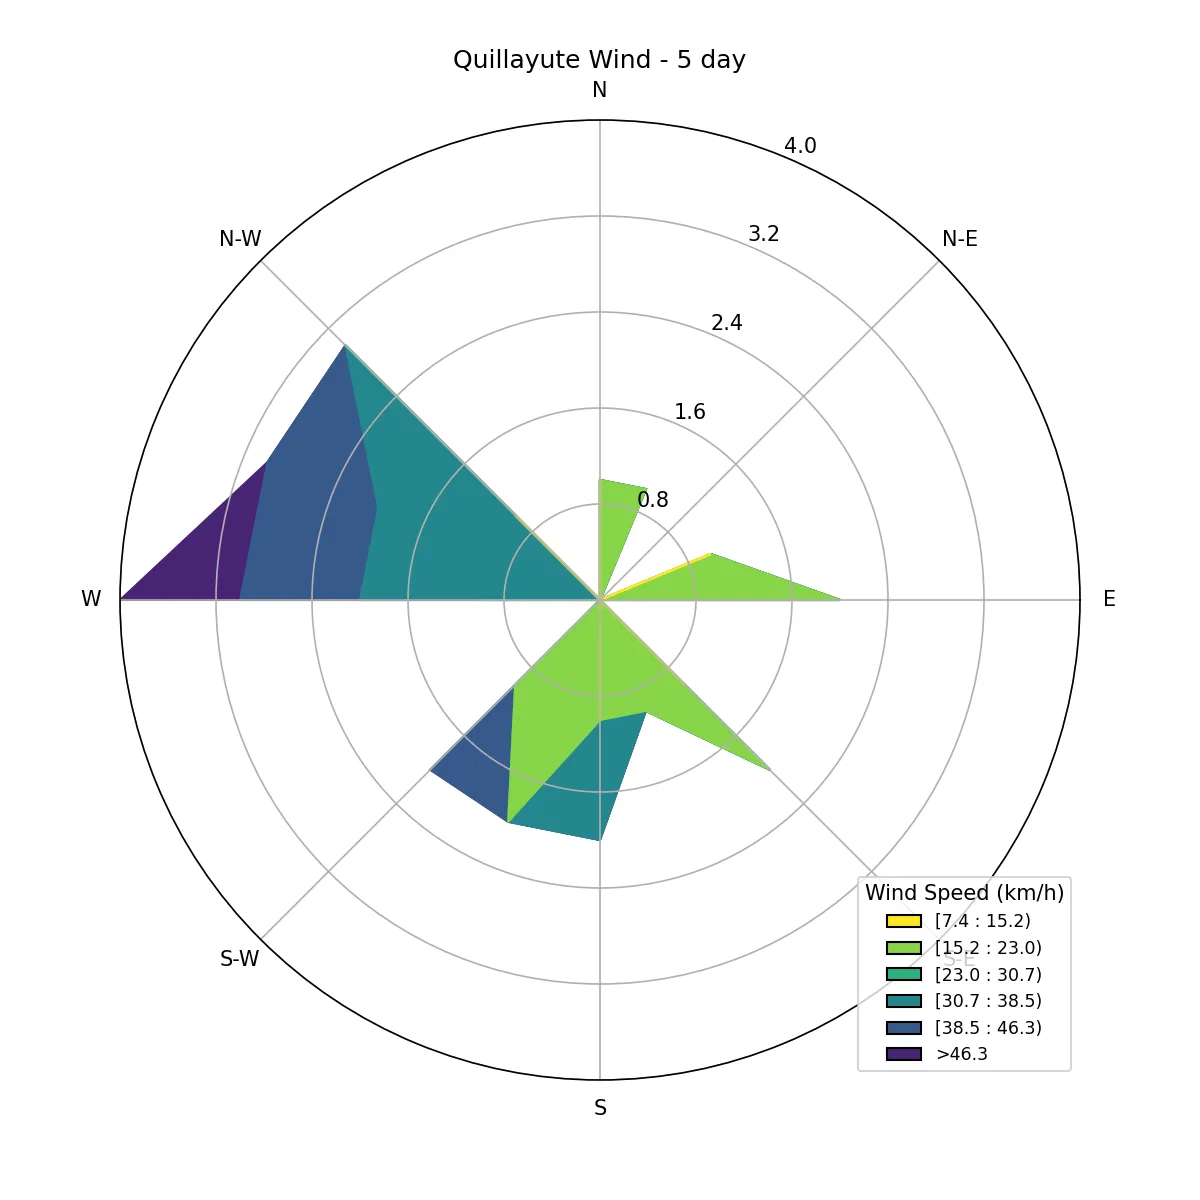 Quillayute Wind - 5 day
N
4.0
N-W
3.2
N-E
2.4
1.6
0.8
W
E
Wind Speed (km/h)
[7.4 : 15.2)
[15.2 : 23.0)
S-W
S-E
[23.0 : 30.7)
[30.7 : 38.5)
[38.5 : 46.3)
>46.3
S